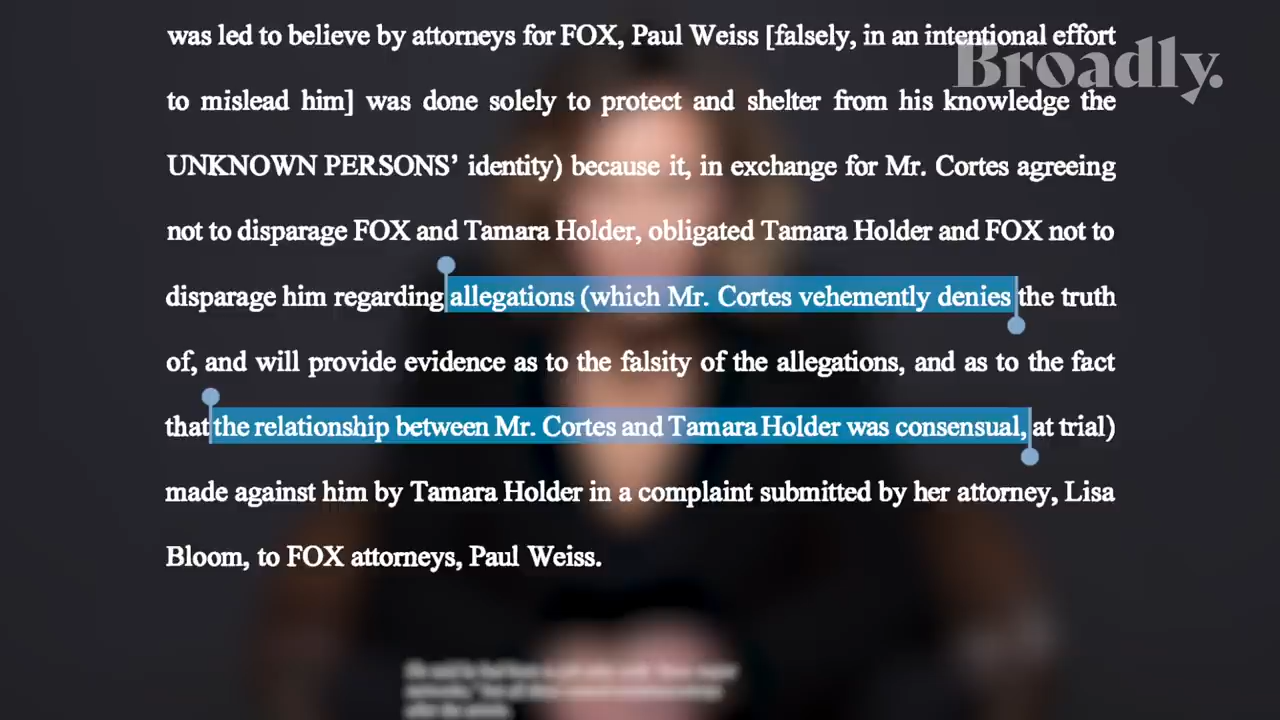 was led to believe by attorneys for FOX, Paul Weiss [falsely, in an intentional effort
Broadly.
to mislead him] was done solely to protect and shelter from his knowledge the
UNKNOWN PERSONS’ identity) because it, in exchange for Mr. Cortes agreeing
not to disparage FOX and Tamara Holder, obligated Tamara Holder and FOX not to
disparage him regarding allegations (which Mr. Cortes vehemently denies the truth
of, and will provide evidence as to the falsity of the allegations, and as to the fact
that the relationship between Mr. Cortes and Tamara Holder was consensual, at trial)
made against him by Tamara Holder in a complaint submitted by her attorney, Lisa
Bloom, to FOX attorneys, Paul Weiss.